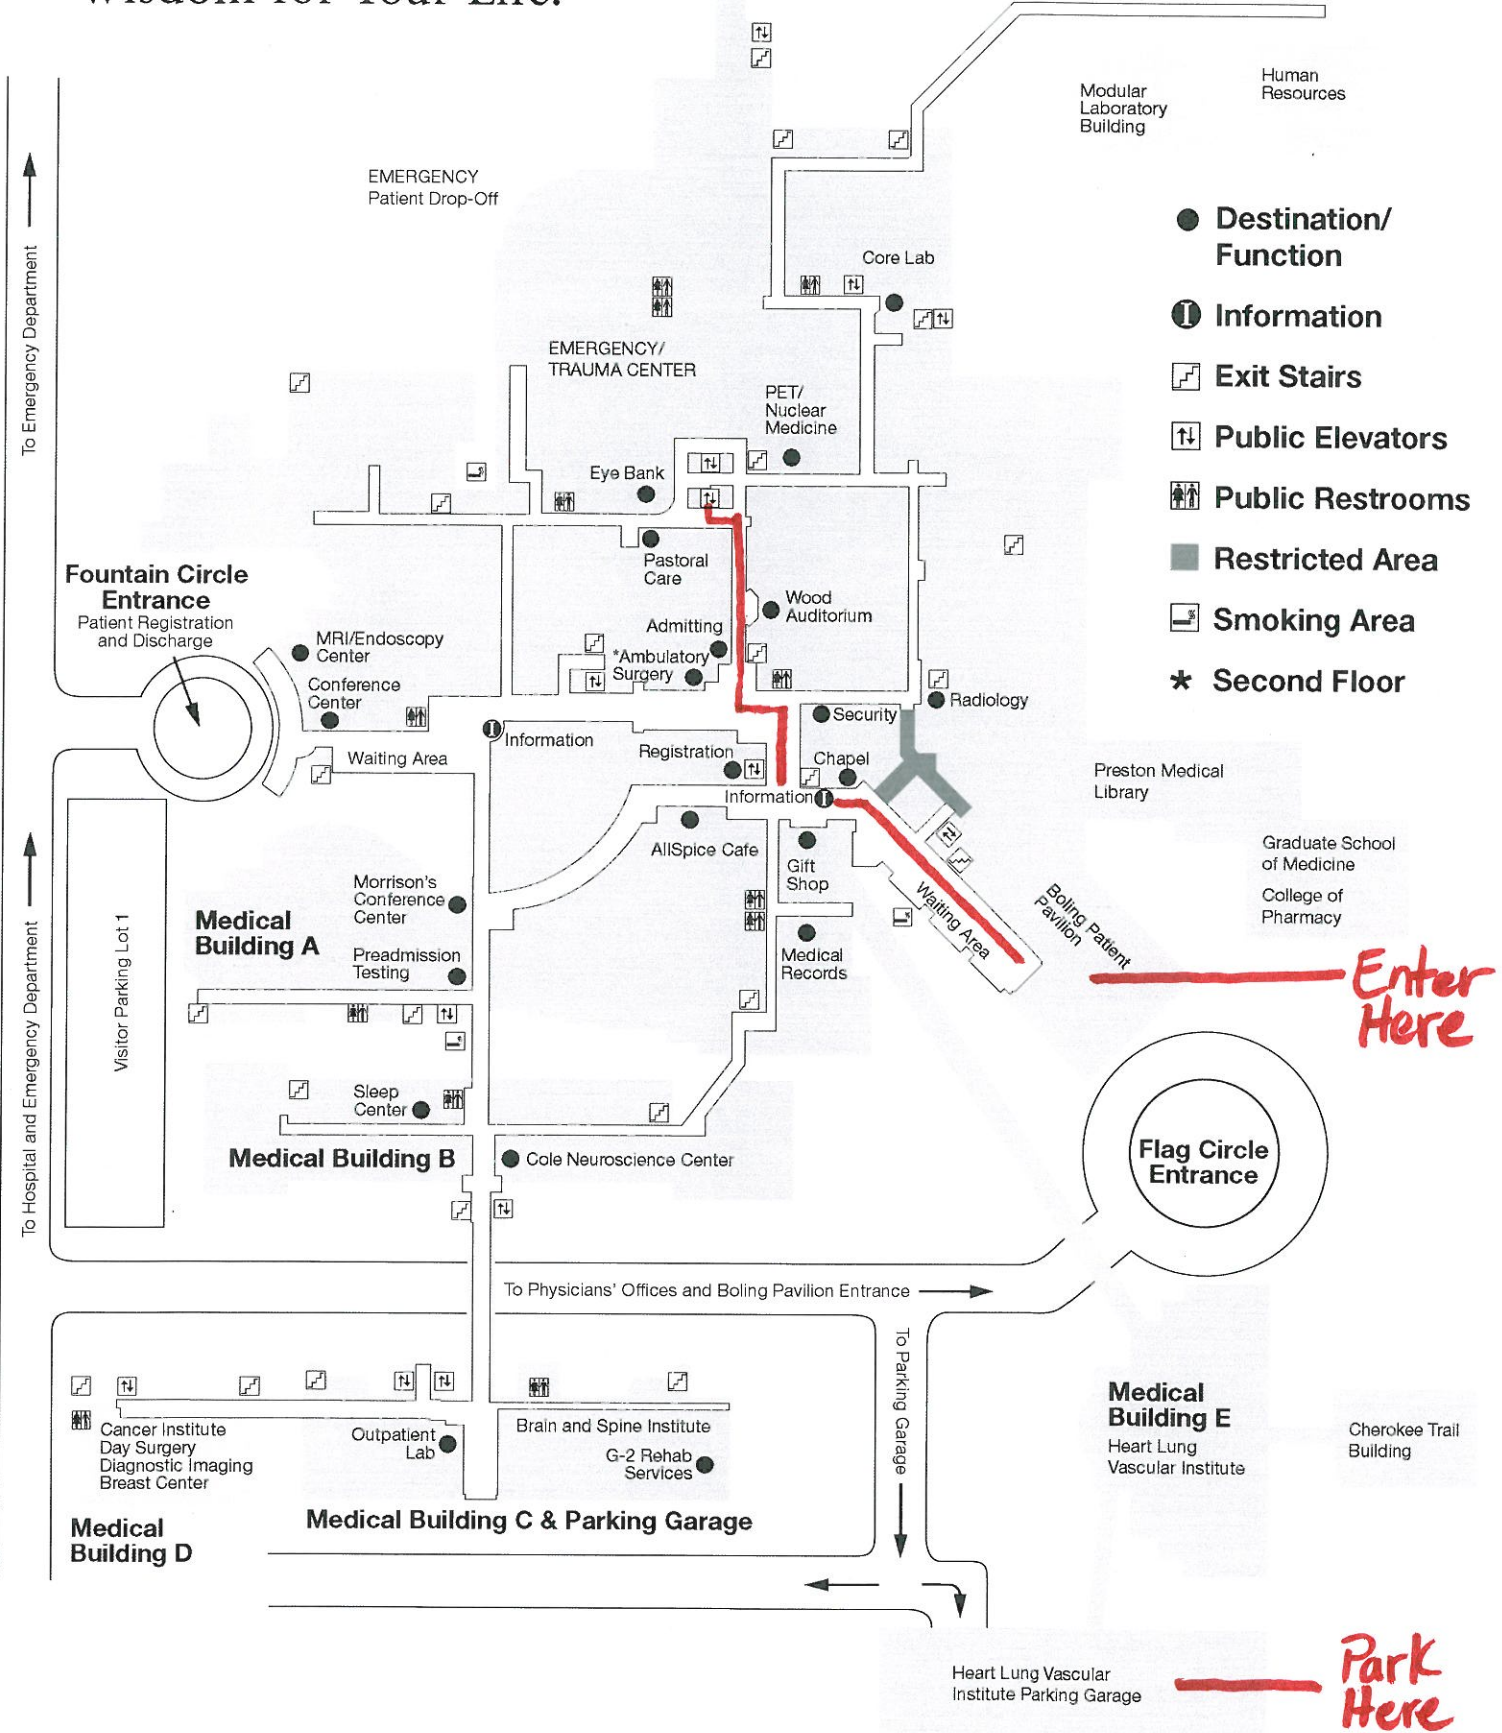 Wisdom for Your Life.
Human
Resources
Modular
Laboratory
Building
EMERGENCY
Patient Drop-Off
Destination/
Function
Information
Exit Stairs
Public Elevators
Public Restrooms
Restricted Area
Smoking Area
* Second Floor
To Emergency Department
Core Lab
EMERGENCY/
TRAUMA CENTER
PET/
Nuclear
Medicine
Eye Bank
Pastoral
Care
Fountain Circle
Entrance
Patient Registration
and Discharge
Wood
Auditorium
MRI/Endoscopy
Center
Admitting
*Ambulatory
Surgery
Conference
Center
Radiology
Security
Information
Registration
Waiting Area
Chapel
Preston Medical
Library
Information
AllSpice Cafe
Gift
Shop
Graduate School
of Medicine
College of
Pharmacy
Morrison's
Conference
Center
Medical
Building A
Waiting Area
Boling Patient
Pavilion
Preadmission
Testing
Medical
Records
Enter
Here
Visitor Parking Lot 1
To Hospital and Emergency Department
Sleep
Center
Medical Building B
Cole Neuroscience Center
Flag Circle
Entrance
To Physicians' Offices and Boling Pavilion Entrance
To Parking Garage
Medical
Building E
Heart Lung
Vascular Institute
Cherokee Trail
Building
Cancer Institute
Day Surgery
Diagnostic Imaging
Breast Center
Outpatient
Lab
Brain and Spine Institute
G-2 Rehab
Services
Medical
Building D
Medical Building C & Parking Garage
Heart Lung Vascular
Institute Parking Garage
Park
Here